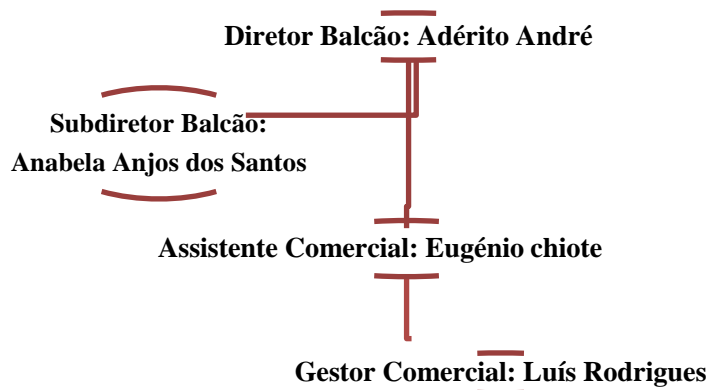 Diretor Balcão: Adérito André
Subdiretor Balcão:
Anabela Anjos dos Santos
Assistente Comercial: Eugénio chiote
Gestor Comercial: Luís Rodrigues